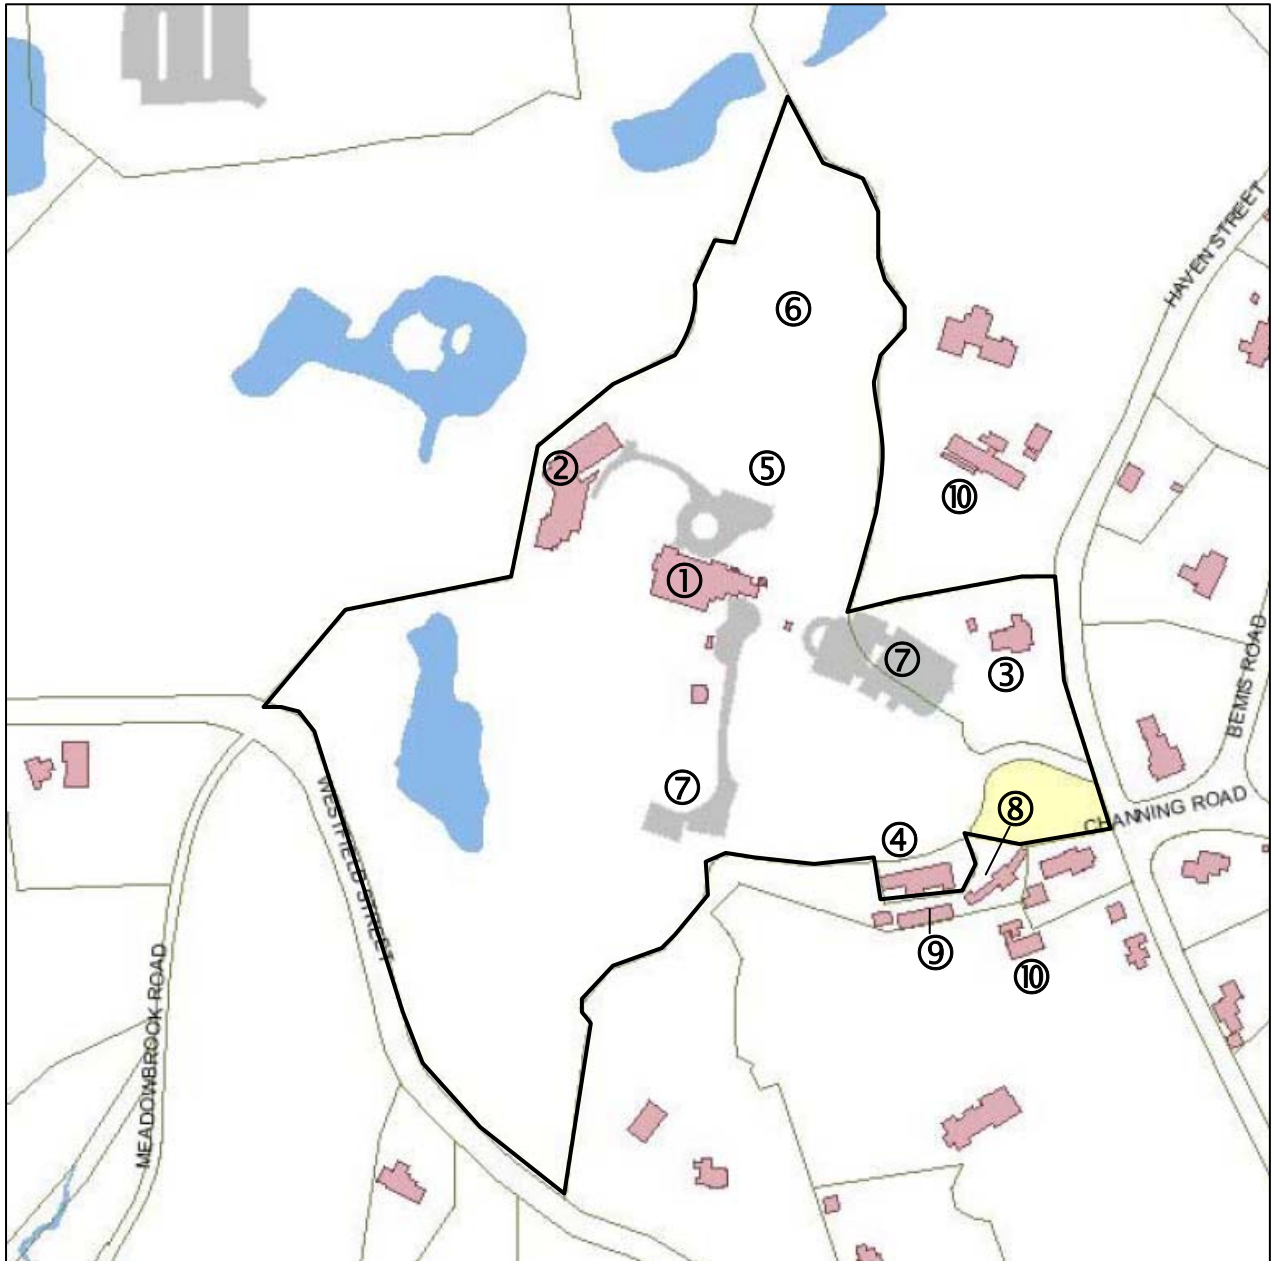 HAVEN STREET
⑥
②
⑤
⑩
①
⑦
③
BEMIS ROAD
⑦
⑧
CHANNING ROAD
④
WESTFIELD STREET
⑨
⑩
MEADOWBROOK ROAD